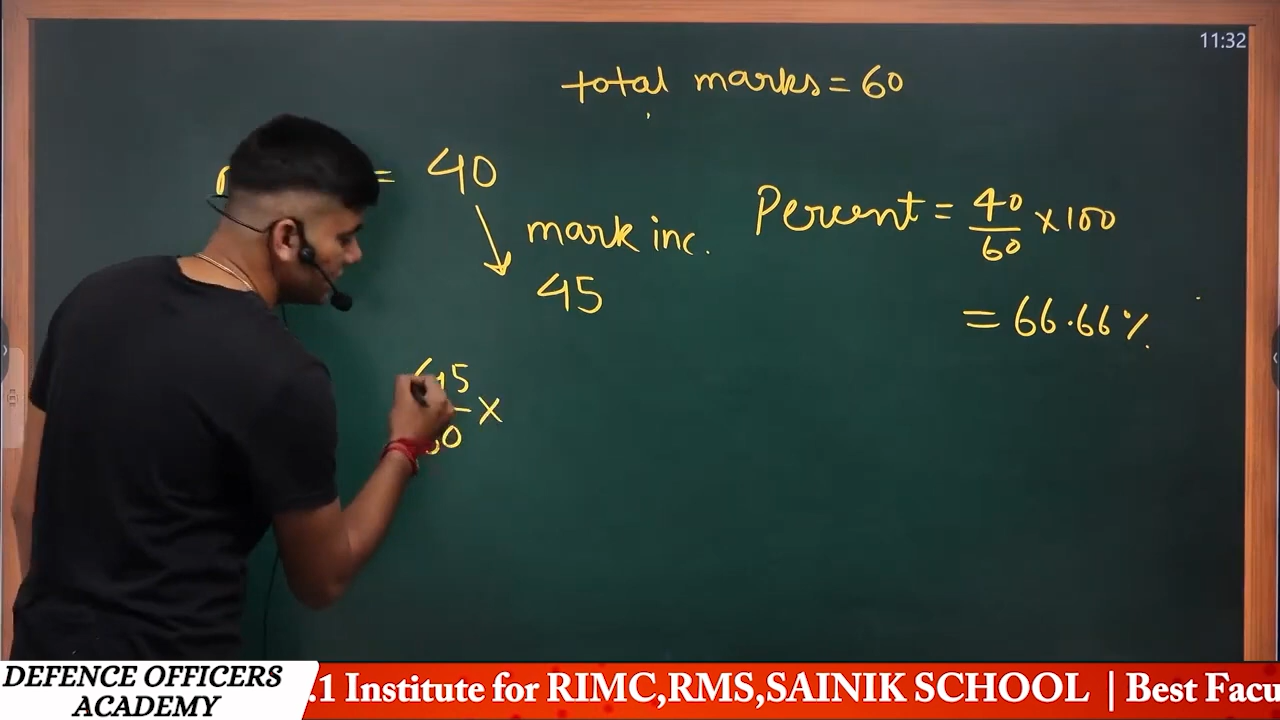 11:32
total marks = 60
= 40
mark inc.
45
Percent = 40/60 × 100
= 66.66%
45
60 ×
DEFENCE OFFICERS
ACADEMY
.1 Institute for RIMC,RMS,SAINIK SCHOOL | Best Facu